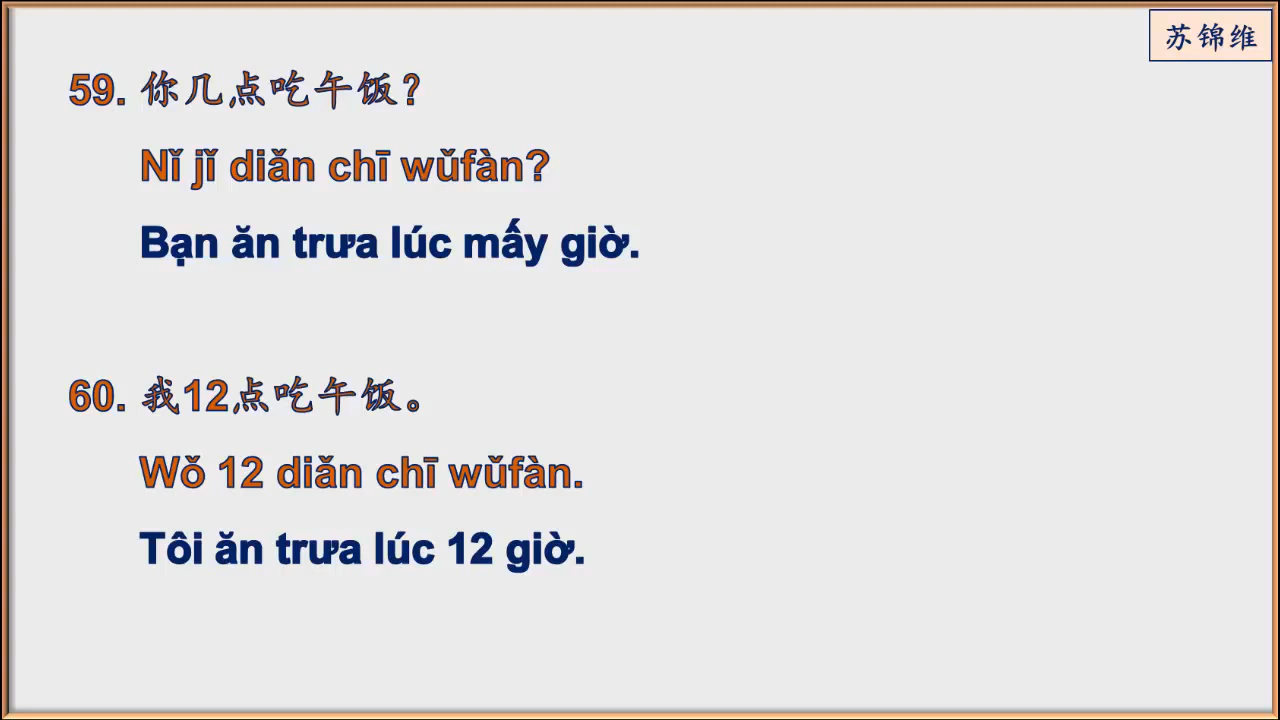 苏锦维
59. 你几点吃午饭?
Nǐ jǐ diǎn chī wǔfàn?
Bạn ăn trưa lúc mấy giờ.
60. 我12点吃午饭。
Wǒ 12 diǎn chī wǔfàn.
Tôi ăn trưa lúc 12 giờ.